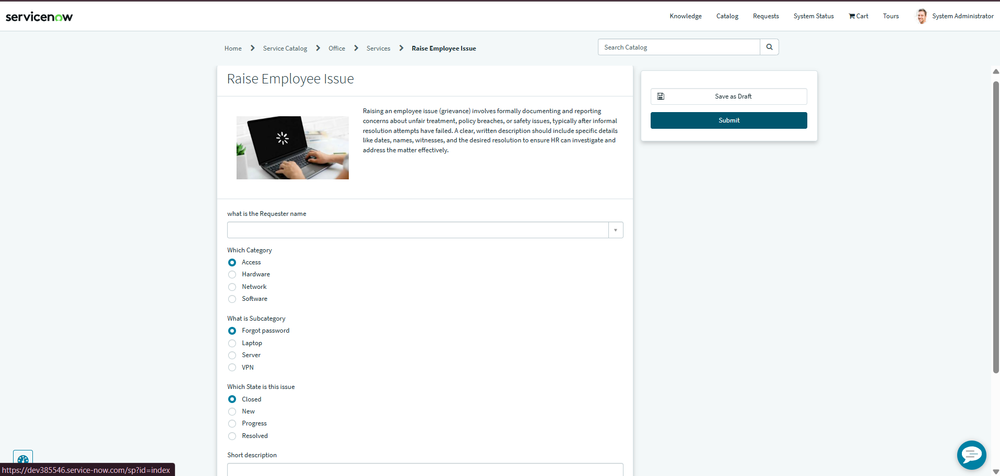 servicenow
Knowledge
Catalog
Requests
System Status
Cart
Tours
System Administrator
Home
Service Catalog
Office
Services
Raise Employee Issue
Search Catalog
Raise Employee Issue
Raising an employee issue (grievance) involves formally documenting and reporting
concerns about unfair treatment, policy breaches, or safety issues, typically after informal
resolution attempts have failed. A clear, written description should include specific details
like dates, names, witnesses, and the desired resolution to ensure HR can investigate and
address the matter effectively.
Save as Draft
Submit
what is the Requester name
Which Category
Access
Hardware
Network
Software
What is Subcategory
Forgot password
Laptop
Server
VPN
Which State is this issue
Closed
New
Progress
Resolved
Short description
https://dev385546.service-now.com/sp?id=index